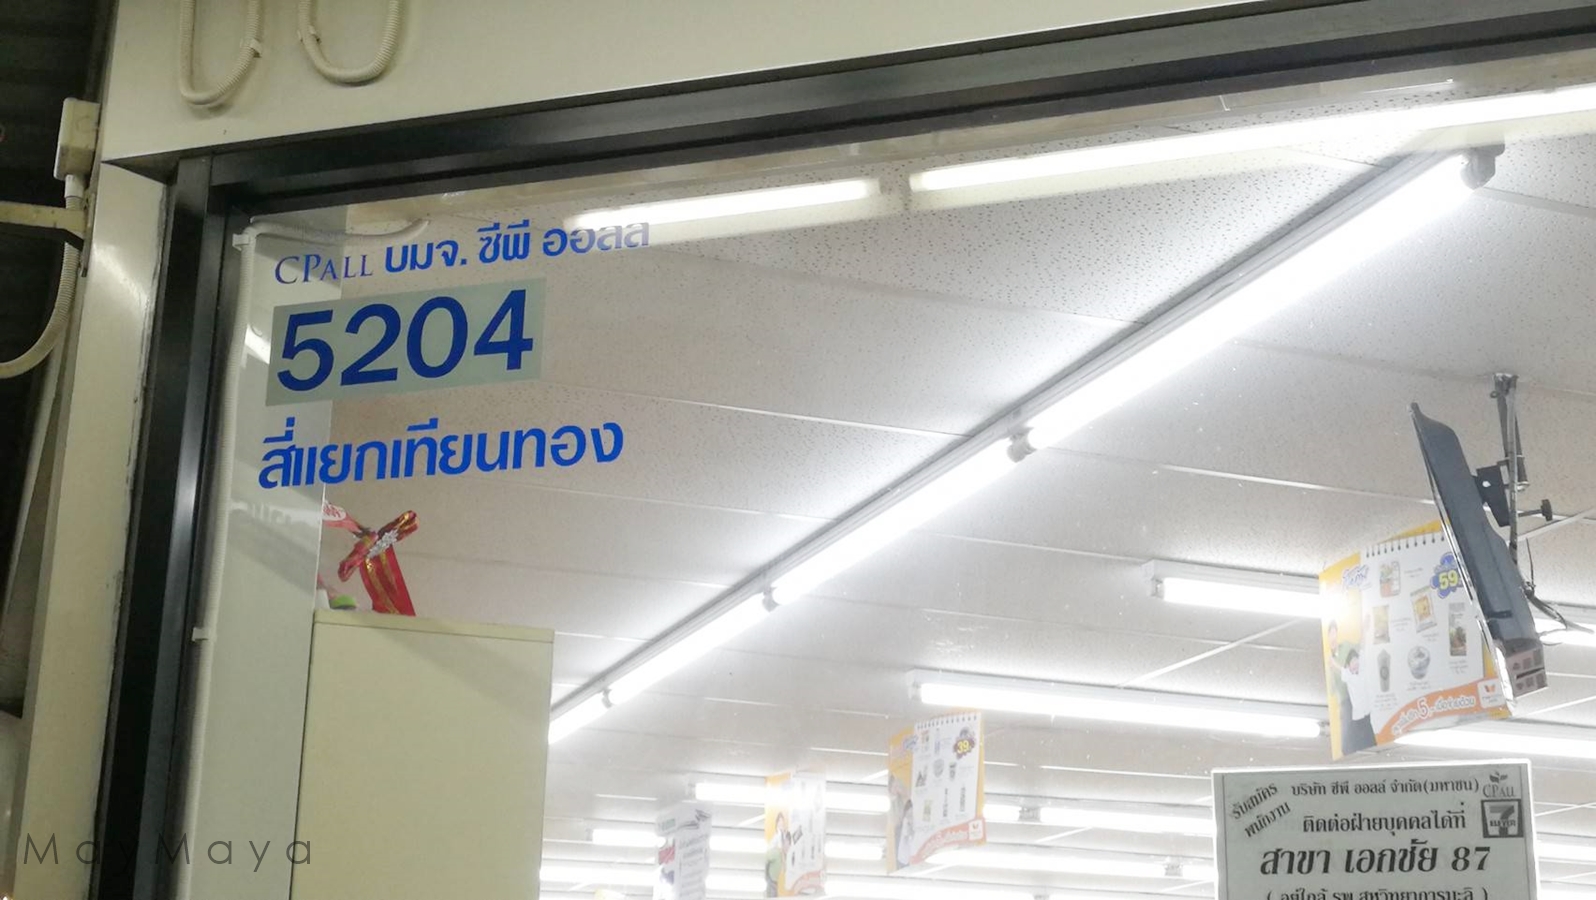 CPALL บมจ. ซีพี ออลล์
5204
สี่แยกเทียนทอง
59
39
รับสมัคร
พนักงาน
บริษัท ซีพี ออลล์ จำกัด(มหาชน)
CPALL
ติดต่อฝ่ายบุคคลได้ที่
สาขา เอกชัย 87
MayMaya